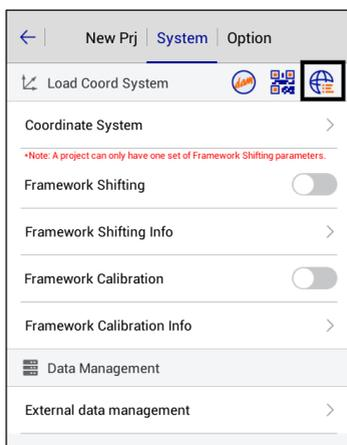 New Prj System Option
Load Coord System dam
Coordinate System
*Note: A project can only have one set of Framework Shifting parameters.
Framework Shifting
Framework Shifting Info
Framework Calibration
Framework Calibration Info
Data Management
External data management